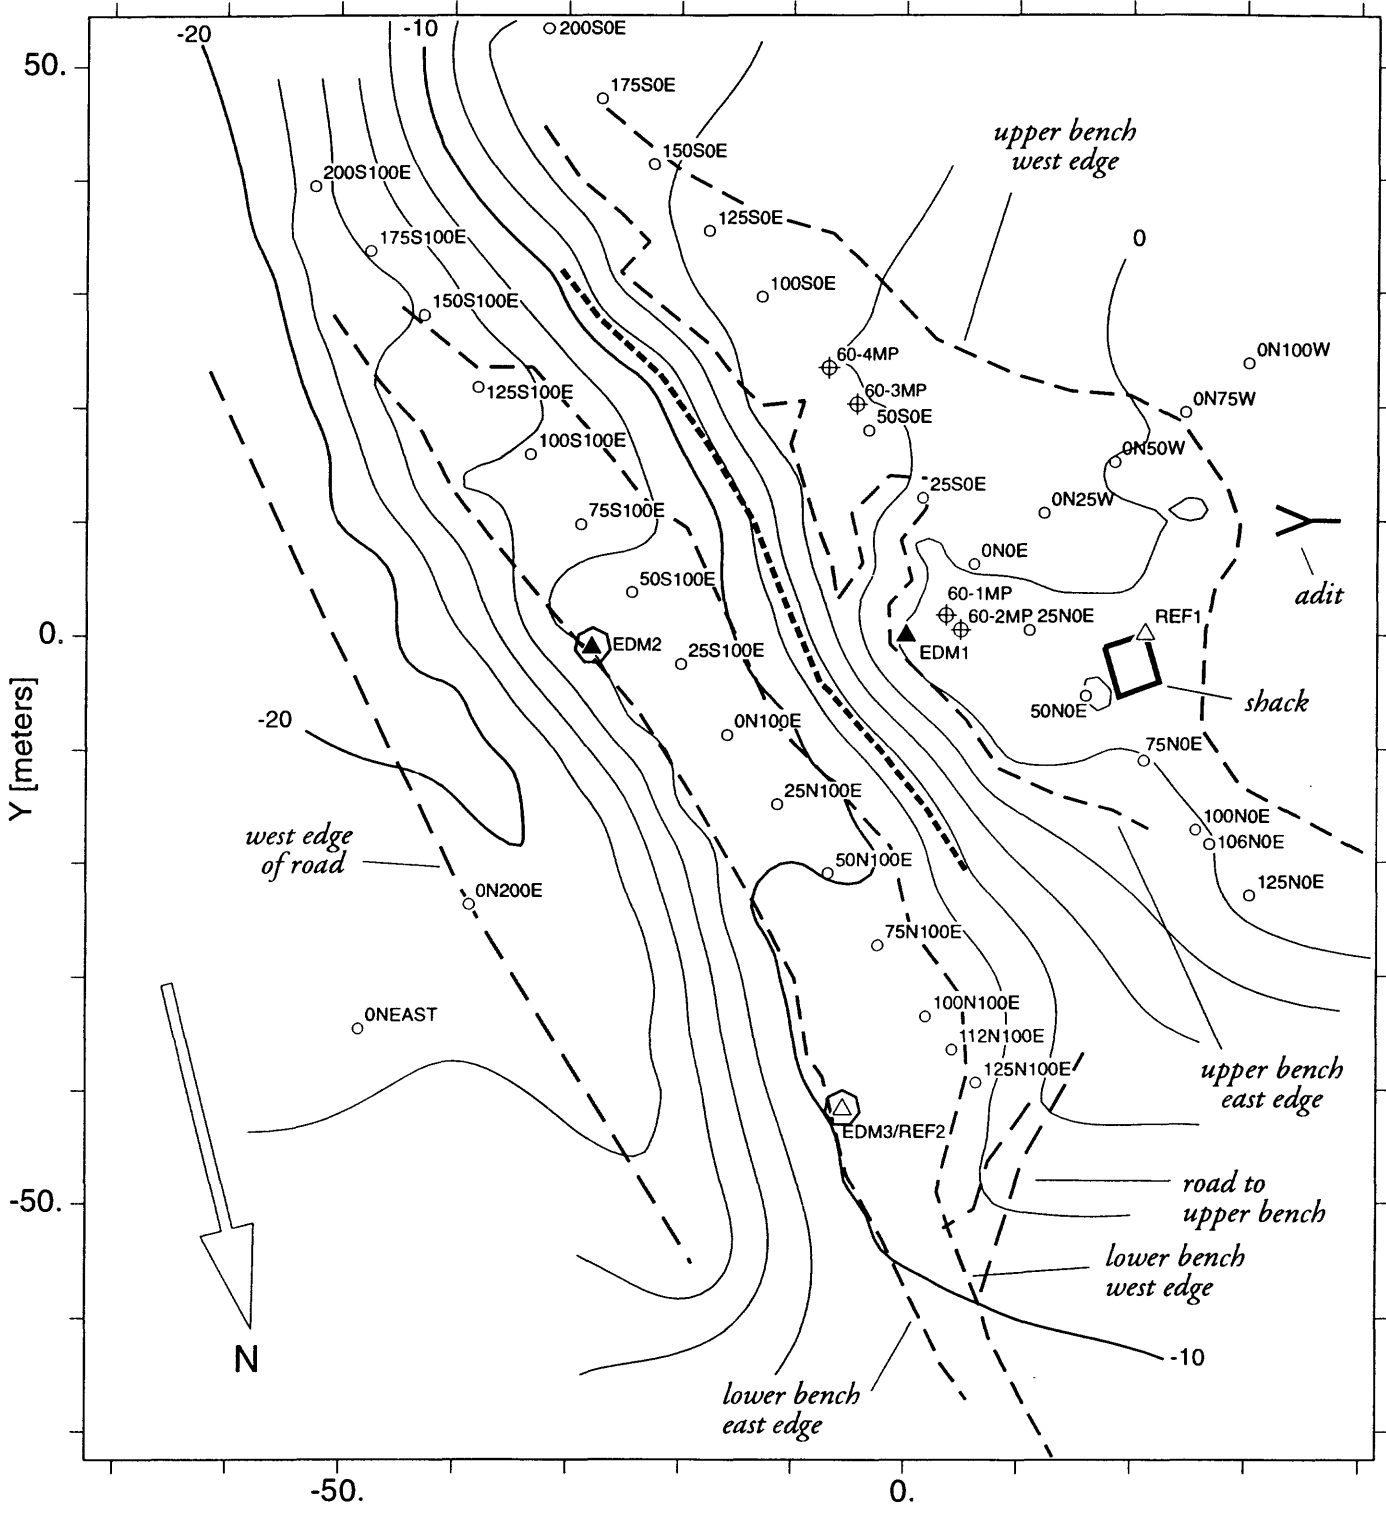 -20
-10
200S0E
50.
175S0E
upper bench
west edge
150S0E
200S100E
125S0E
175S100E
0
100S0E
150S100E
60-4MP
0N100W
125S100E
60-3MP
0N75W
50S0E
100S100E
0N50W
25S0E
0N25W
75S100E
0N0E
50S100E
60-1MP
adit
0.
60-2MP
25N0E
REF1
EDM2
EDM1
25S100E
shack
50N0E
-20
0N100E
75N0E
Y [meters]
25N100E
100N0E
west edge
of road
106N0E
50N100E
125N0E
0N200E
75N100E
0NEAST
100N100E
112N100E
125N100E
upper bench
east edge
EDM3/REF2
road to
upper bench
-50.
lower bench
west edge
N
-10
lower bench
east edge
-50.
0.